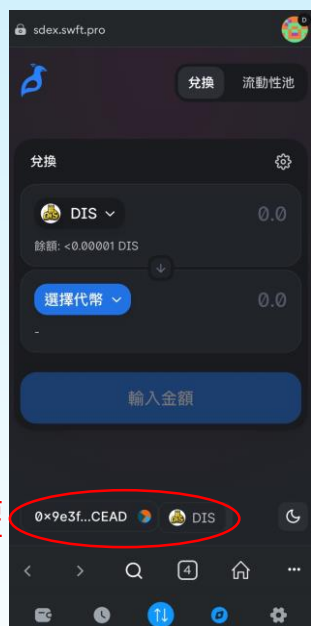 sdex.swft.pro
D
兌換 流動性池
兌換
DIS 0.0
餘額: <0.00001 DIS
選擇代幣 0.0
-
輸入金額
0×9e3f...CEAD DIS
4